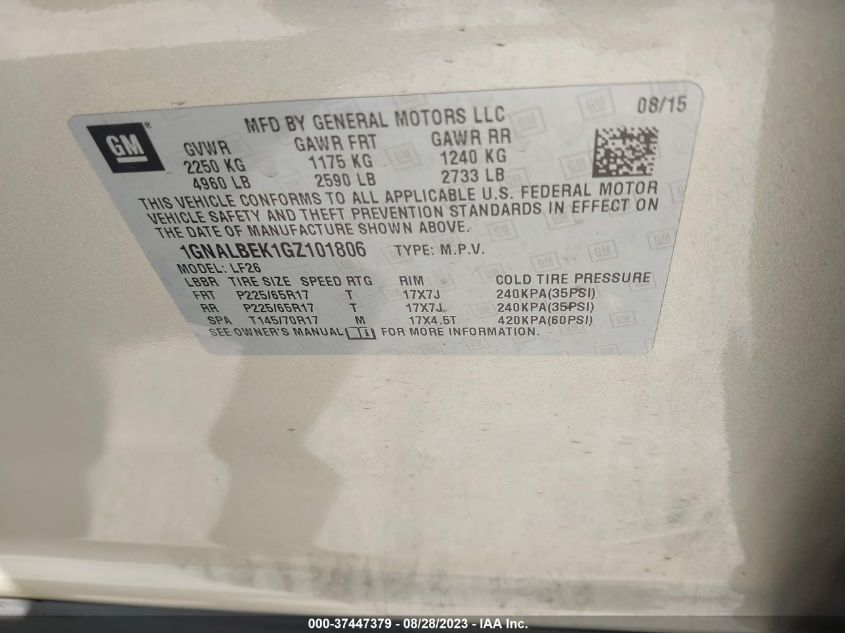 08/15
MFD BY GENERAL MOTORS LLC
GM
GVWR GAWR FRT GAWR RR
2250 KG 1175 KG 1240 KG
4960 LB 2590 LB 2733 LB
THIS VEHICLE CONFORMS TO ALL APPLICABLE U.S. FEDERAL MOTOR
VEHICLE SAFETY AND THEFT PREVENTION STANDARDS IN EFFECT ON
THE DATE OF MANUFACTURE SHOWN ABOVE.
1GNALBEK1GZ101806 TYPE: M.P.V.
MODEL: LF26
LBBR TIRE SIZE SPEED RTG RIM COLD TIRE PRESSURE
FRT P225/65R17 T 17X7J 240KPA(35PSI)
RR P225/65R17 T 17X7J 240KPA(35PSI)
SPA T145/70R17 M 17X4.5T 420KPA(60PSI)
SEE OWNER'S MANUAL FOR MORE INFORMATION.
000-37447379 - 08/28/2023 - IAA Inc.